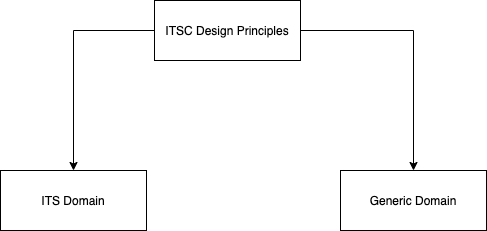 ITSC Design Principles
ITS Domain
Generic Domain